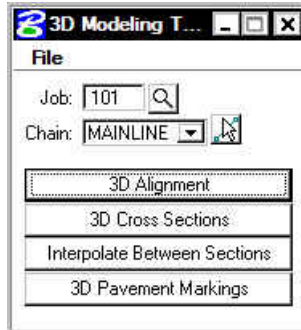 3D Modeling T...
File
Job: 101
Chain: MAINLINE
3D Alignment
3D Cross Sections
Interpolate Between Sections
3D Pavement Markings